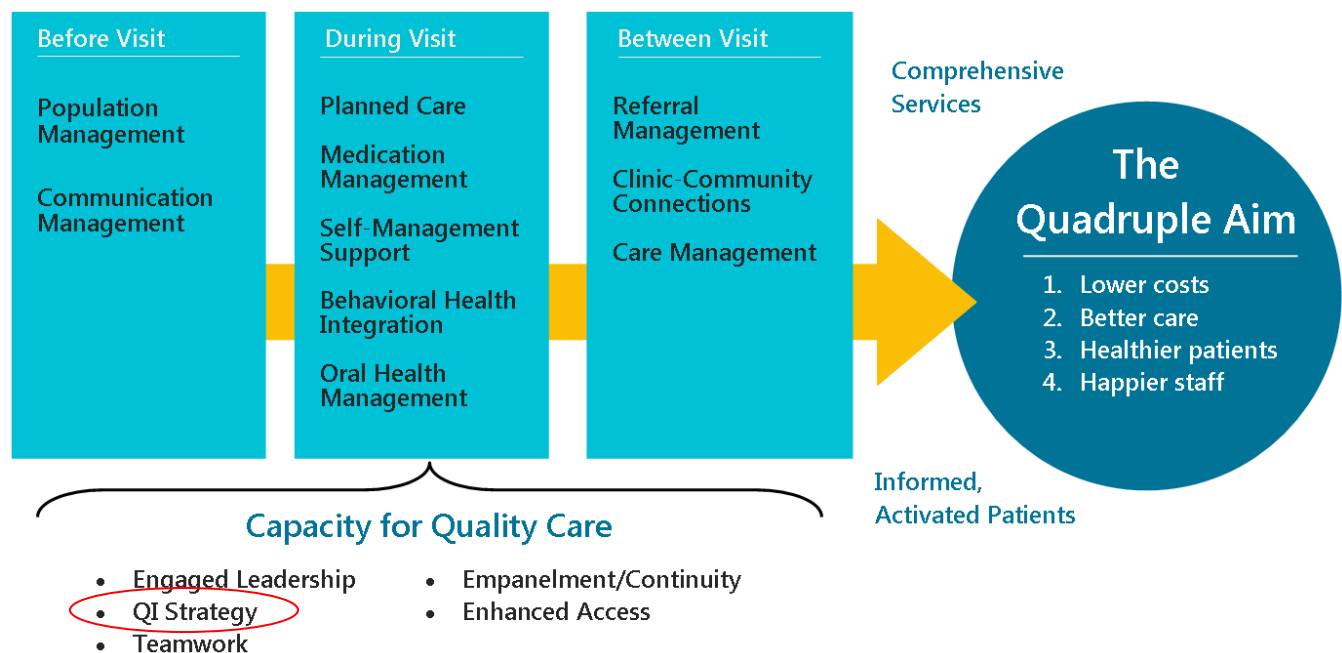 Before Visit
Population
Management
Communication
Management
During Visit
Planned Care
Medication
Management
Self-Management
Support
Behavioral Health
Integration
Oral Health
Management
Between Visit
Referral
Management
Clinic-Community
Connections
Care Management
Comprehensive
Services
The
Quadruple Aim
1. Lower costs
2. Better care
3. Healthier patients
4. Happier staff
Informed,
Activated Patients
Capacity for Quality Care
• Engaged Leadership
• QI Strategy
• Teamwork
• Empanelment/Continuity
• Enhanced Access